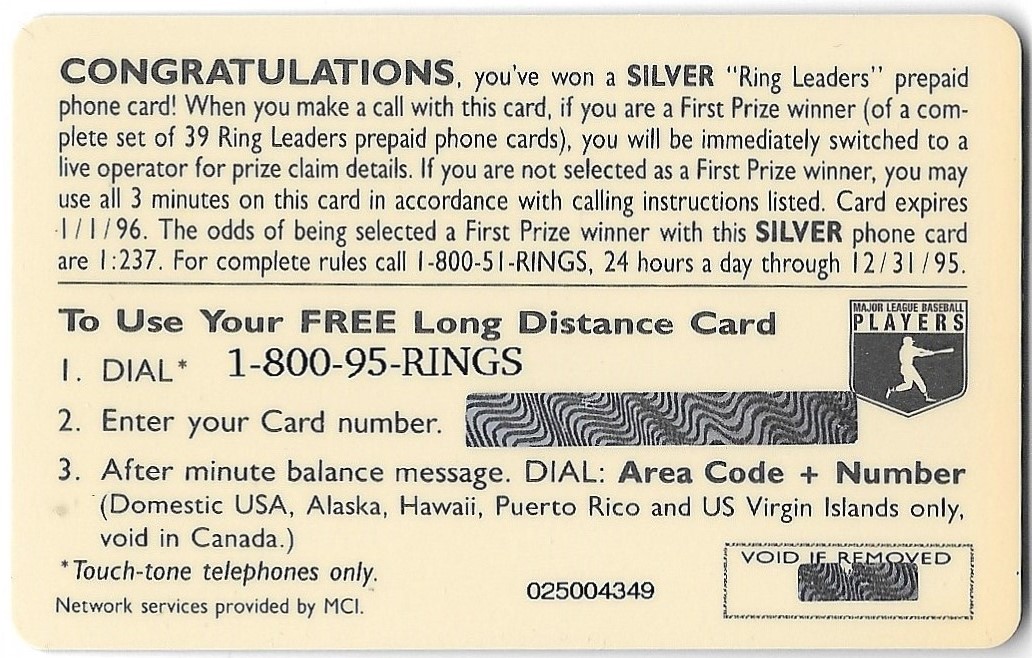 CONGRATULATIONS, you've won a SILVER "Ring Leaders" prepaid
phone card! When you make a call with this card, if you are a First Prize winner (of a com-
plete set of 39 Ring Leaders prepaid phone cards), you will be immediately switched to a
live operator for prize claim details. If you are not selected as a First Prize winner, you may
use all 3 minutes on this card in accordance with calling instructions listed. Card expires
1/1/96. The odds of being selected a First Prize winner with this SILVER phone card
are 1:237. For complete rules call 1-800-51-RINGS, 24 hours a day through 12/31/95.
To Use Your FREE Long Distance Card
MAJOR LEAGUE BASEBALL
PLAYERS
1. DIAL* 1-800-95-RINGS
2. Enter your Card number.
3. After minute balance message. DIAL: Area Code + Number
(Domestic USA, Alaska, Hawaii, Puerto Rico and US Virgin Islands only,
void in Canada.)
*Touch-tone telephones only.
Network services provided by MCI.
025004349
VOID IF REMOVED